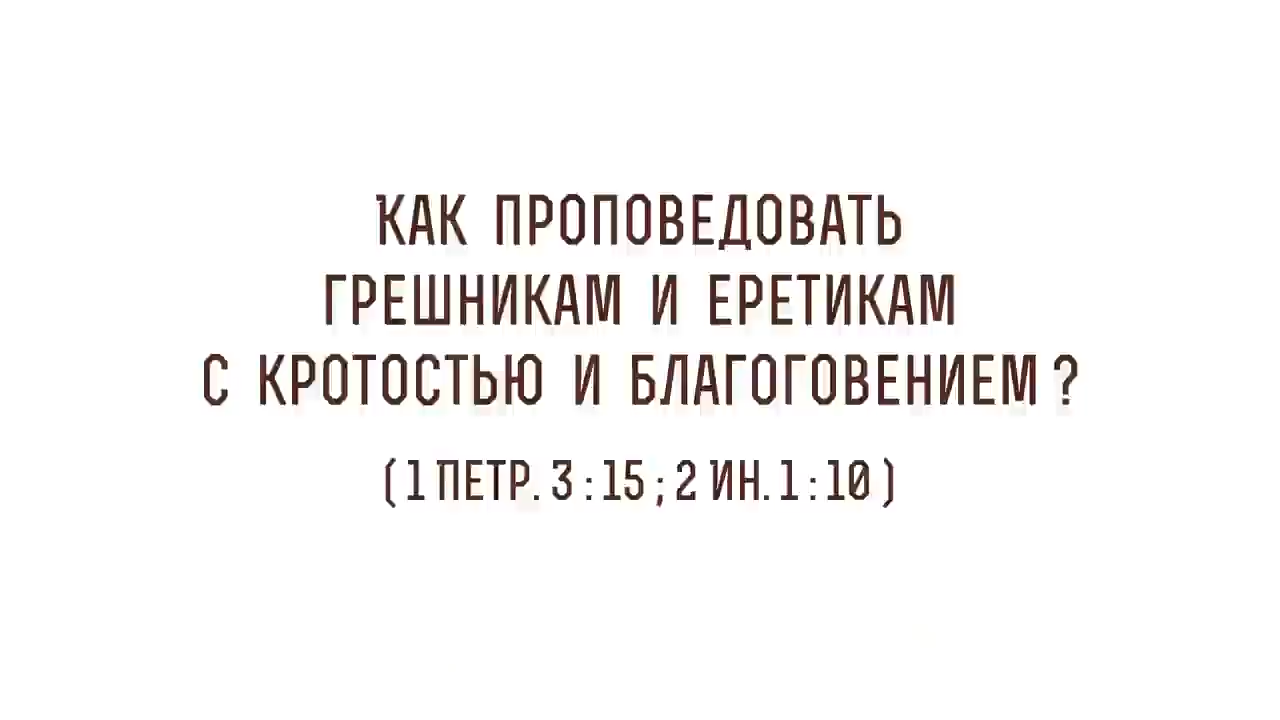 КАК ПРОПОВЕДОВАТЬ
ГРЕШНИКАМ И ЕРЕТИКАМ
С КРОТОСТЬЮ И БЛАГОГОВЕНИЕМ?
(1 ПЕТР. 3:15; 2 ИН. 1:10)